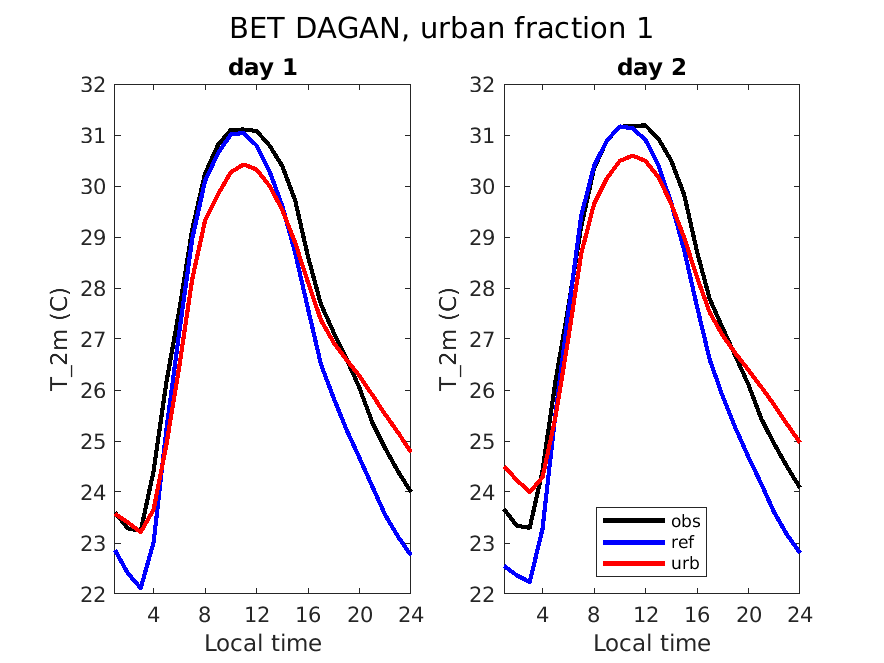 BET DAGAN, urban fraction 1
day 1
32
31
30
29
28
27
26
25
24
23
22
T_2m (C)
4 8 12 16 20 24
Local time
day 2
32
31
30
29
28
27
26
25
24
23
22
T_2m (C)
obs
ref
urb
4 8 12 16 20 24
Local time